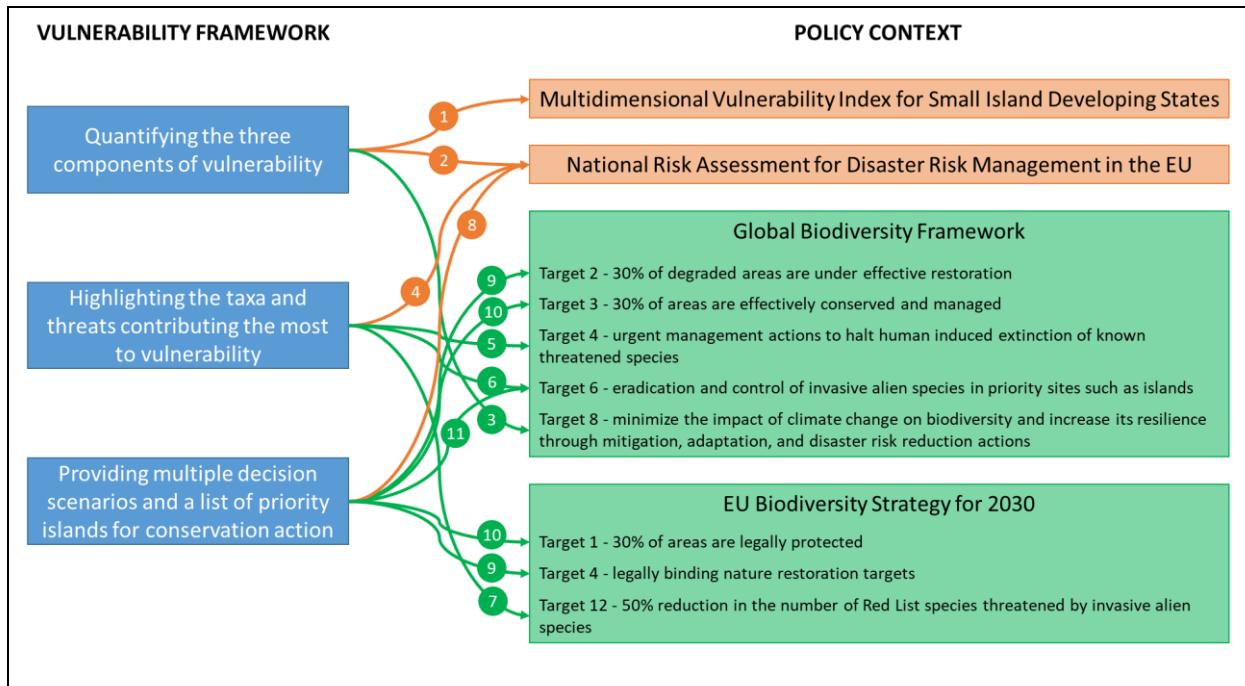 VULNERABILITY FRAMEWORK
POLICY CONTEXT
Quantifying the three
components of vulnerability
Highlighting the taxa and
threats contributing the most
to vulnerability
Providing multiple decision
scenarios and a list of priority
islands for conservation action
1
2
8
4
9
10
5
6
3
11
10
9
7
Multidimensional Vulnerability Index for Small Island Developing States
National Risk Assessment for Disaster Risk Management in the EU
Global Biodiversity Framework
Target 2 - 30% of degraded areas are under effective restoration
Target 3 - 30% of areas are effectively conserved and managed
Target 4 - urgent management actions to halt human induced extinction of known
threatened species
Target 6 - eradication and control of invasive alien species in priority sites such as islands
Target 8 - minimize the impact of climate change on biodiversity and increase its resilience
through mitigation, adaptation, and disaster risk reduction actions
EU Biodiversity Strategy for 2030
Target 1 - 30% of areas are legally protected
Target 4 - legally binding nature restoration targets
Target 12 - 50% reduction in the number of Red List species threatened by invasive alien
species